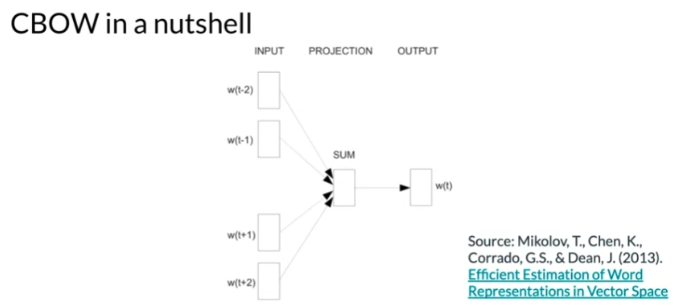 CBOW in a nutshell
INPUT PROJECTION OUTPUT
w(t-2)
w(t-1)
SUM
w(t)
w(t+1)
w(t+2)
Source: Mikolov, T., Chen, K.,
Corrado, G.S., & Dean, J. (2013).
Efficient Estimation of Word
Representations in Vector Space